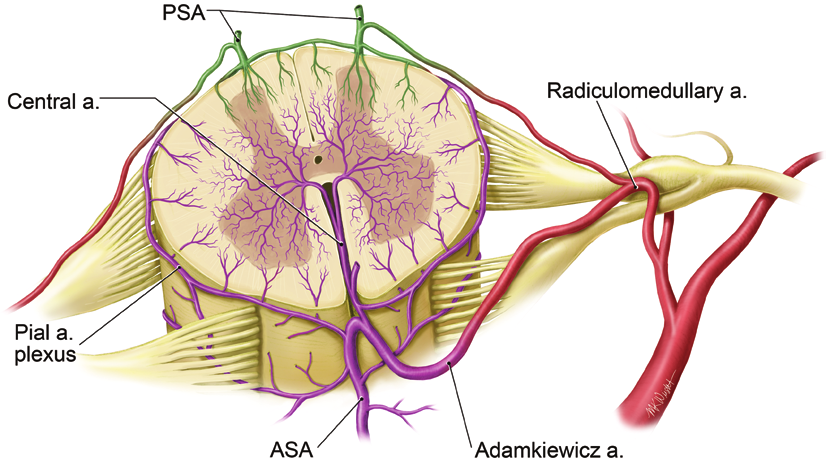 PSA
Central a.
Radiculomedullary a.
Pial a.
plexus
ASA
Adamkiewicz a.